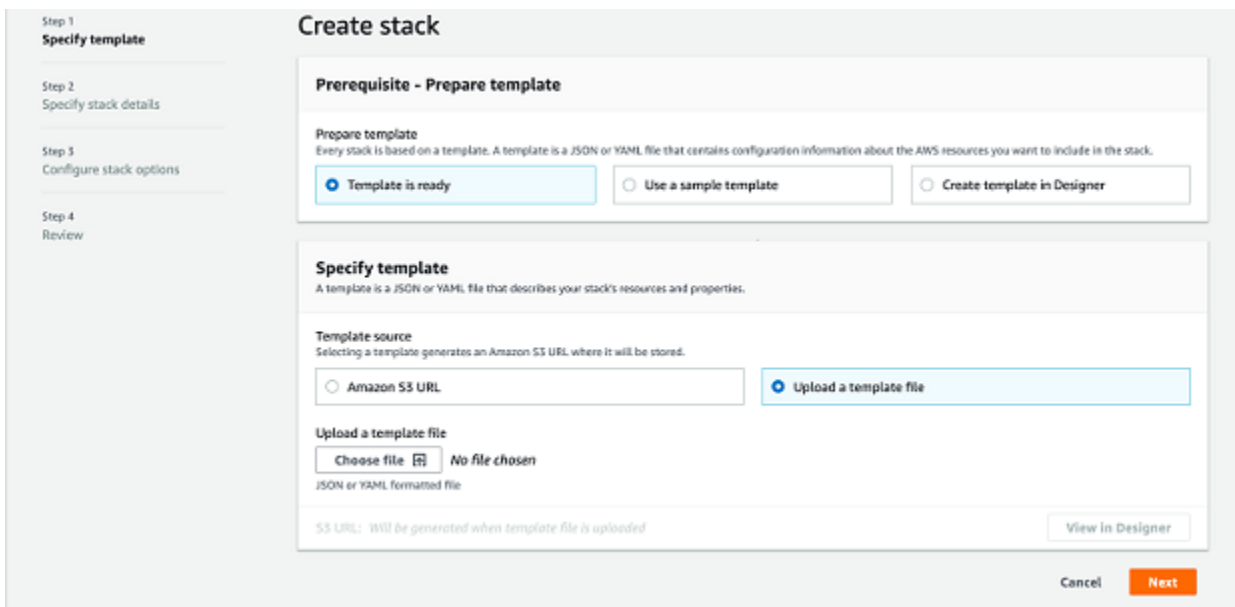 Step 1
Specify template
Step 2
Specify stack details
Step 3
Configure stack options
Step 4
Review
Create stack
Prerequisite - Prepare template
Prepare template
Every stack is based on a template. A template is a JSON or YAML file that contains configuration information about the AWS resources you want to include in the stack.
Template is ready
Use a sample template
Create template in Designer
Specify template
A template is a JSON or YAML file that describes your stack's resources and properties.
Template source
Selecting a template generates an Amazon S3 URL where it will be stored.
Amazon S3 URL
Upload a template file
Upload a template file
Choose file
No file chosen
JSON or YAML formatted file
S3 URL: Will be generated when template file is uploaded
View in Designer
Cancel
Next